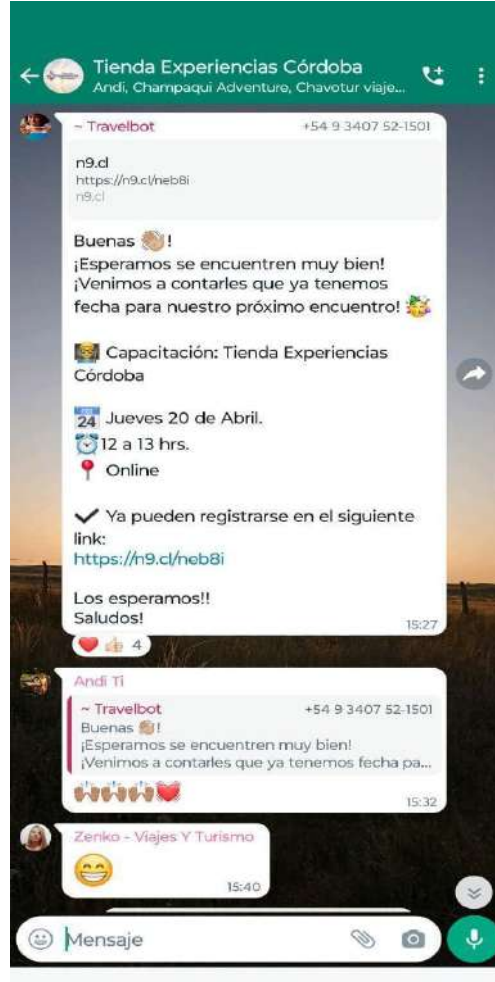 Tienda Experiencias Córdoba
Andi, Champaqui Adventure, Chavotur viaje...
~ Travelbot +54 9 3407 52-1501
n9.cl
https://n9.cl/neb8i
n9.cl
Buenas 👋🏼!
¡Esperamos se encuentren muy bien!
¡Venimos a contarles que ya tenemos
fecha para nuestro próximo encuentro! 🥳
👩🏽‍🏫 Capacitación: Tienda Experiencias
Córdoba
📆 Jueves 20 de Abril.
⏰12 a 13 hrs.
📍 Online
✔️ Ya pueden registrarse en el siguiente
link:
https://n9.cl/neb8i
Los esperamos!!
Saludos!
15:27
❤️👍🏼 4
Andi Ti
~ Travelbot +54 9 3407 52-1501
Buenas 👋🏼!
¡Esperamos se encuentren muy bien!
¡Venimos a contarles que ya tenemos fecha pa...
🙌🏽🙌🏽🙌🏽💓
15:32
Zenko - Viajes Y Turismo
😁
15:40
Mensaje